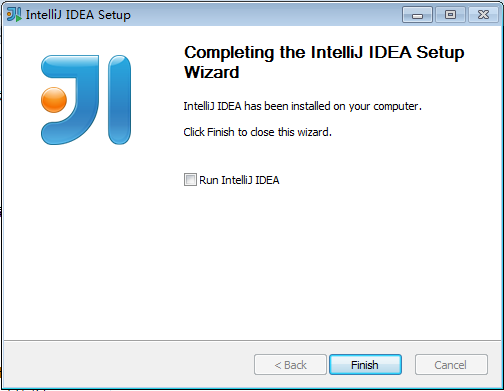 IntelliJ IDEA Setup
Completing the IntelliJ IDEA Setup
Wizard
IntelliJ IDEA has been installed on your computer.
Click Finish to close this wizard.
Run IntelliJ IDEA
< Back
Finish
Cancel